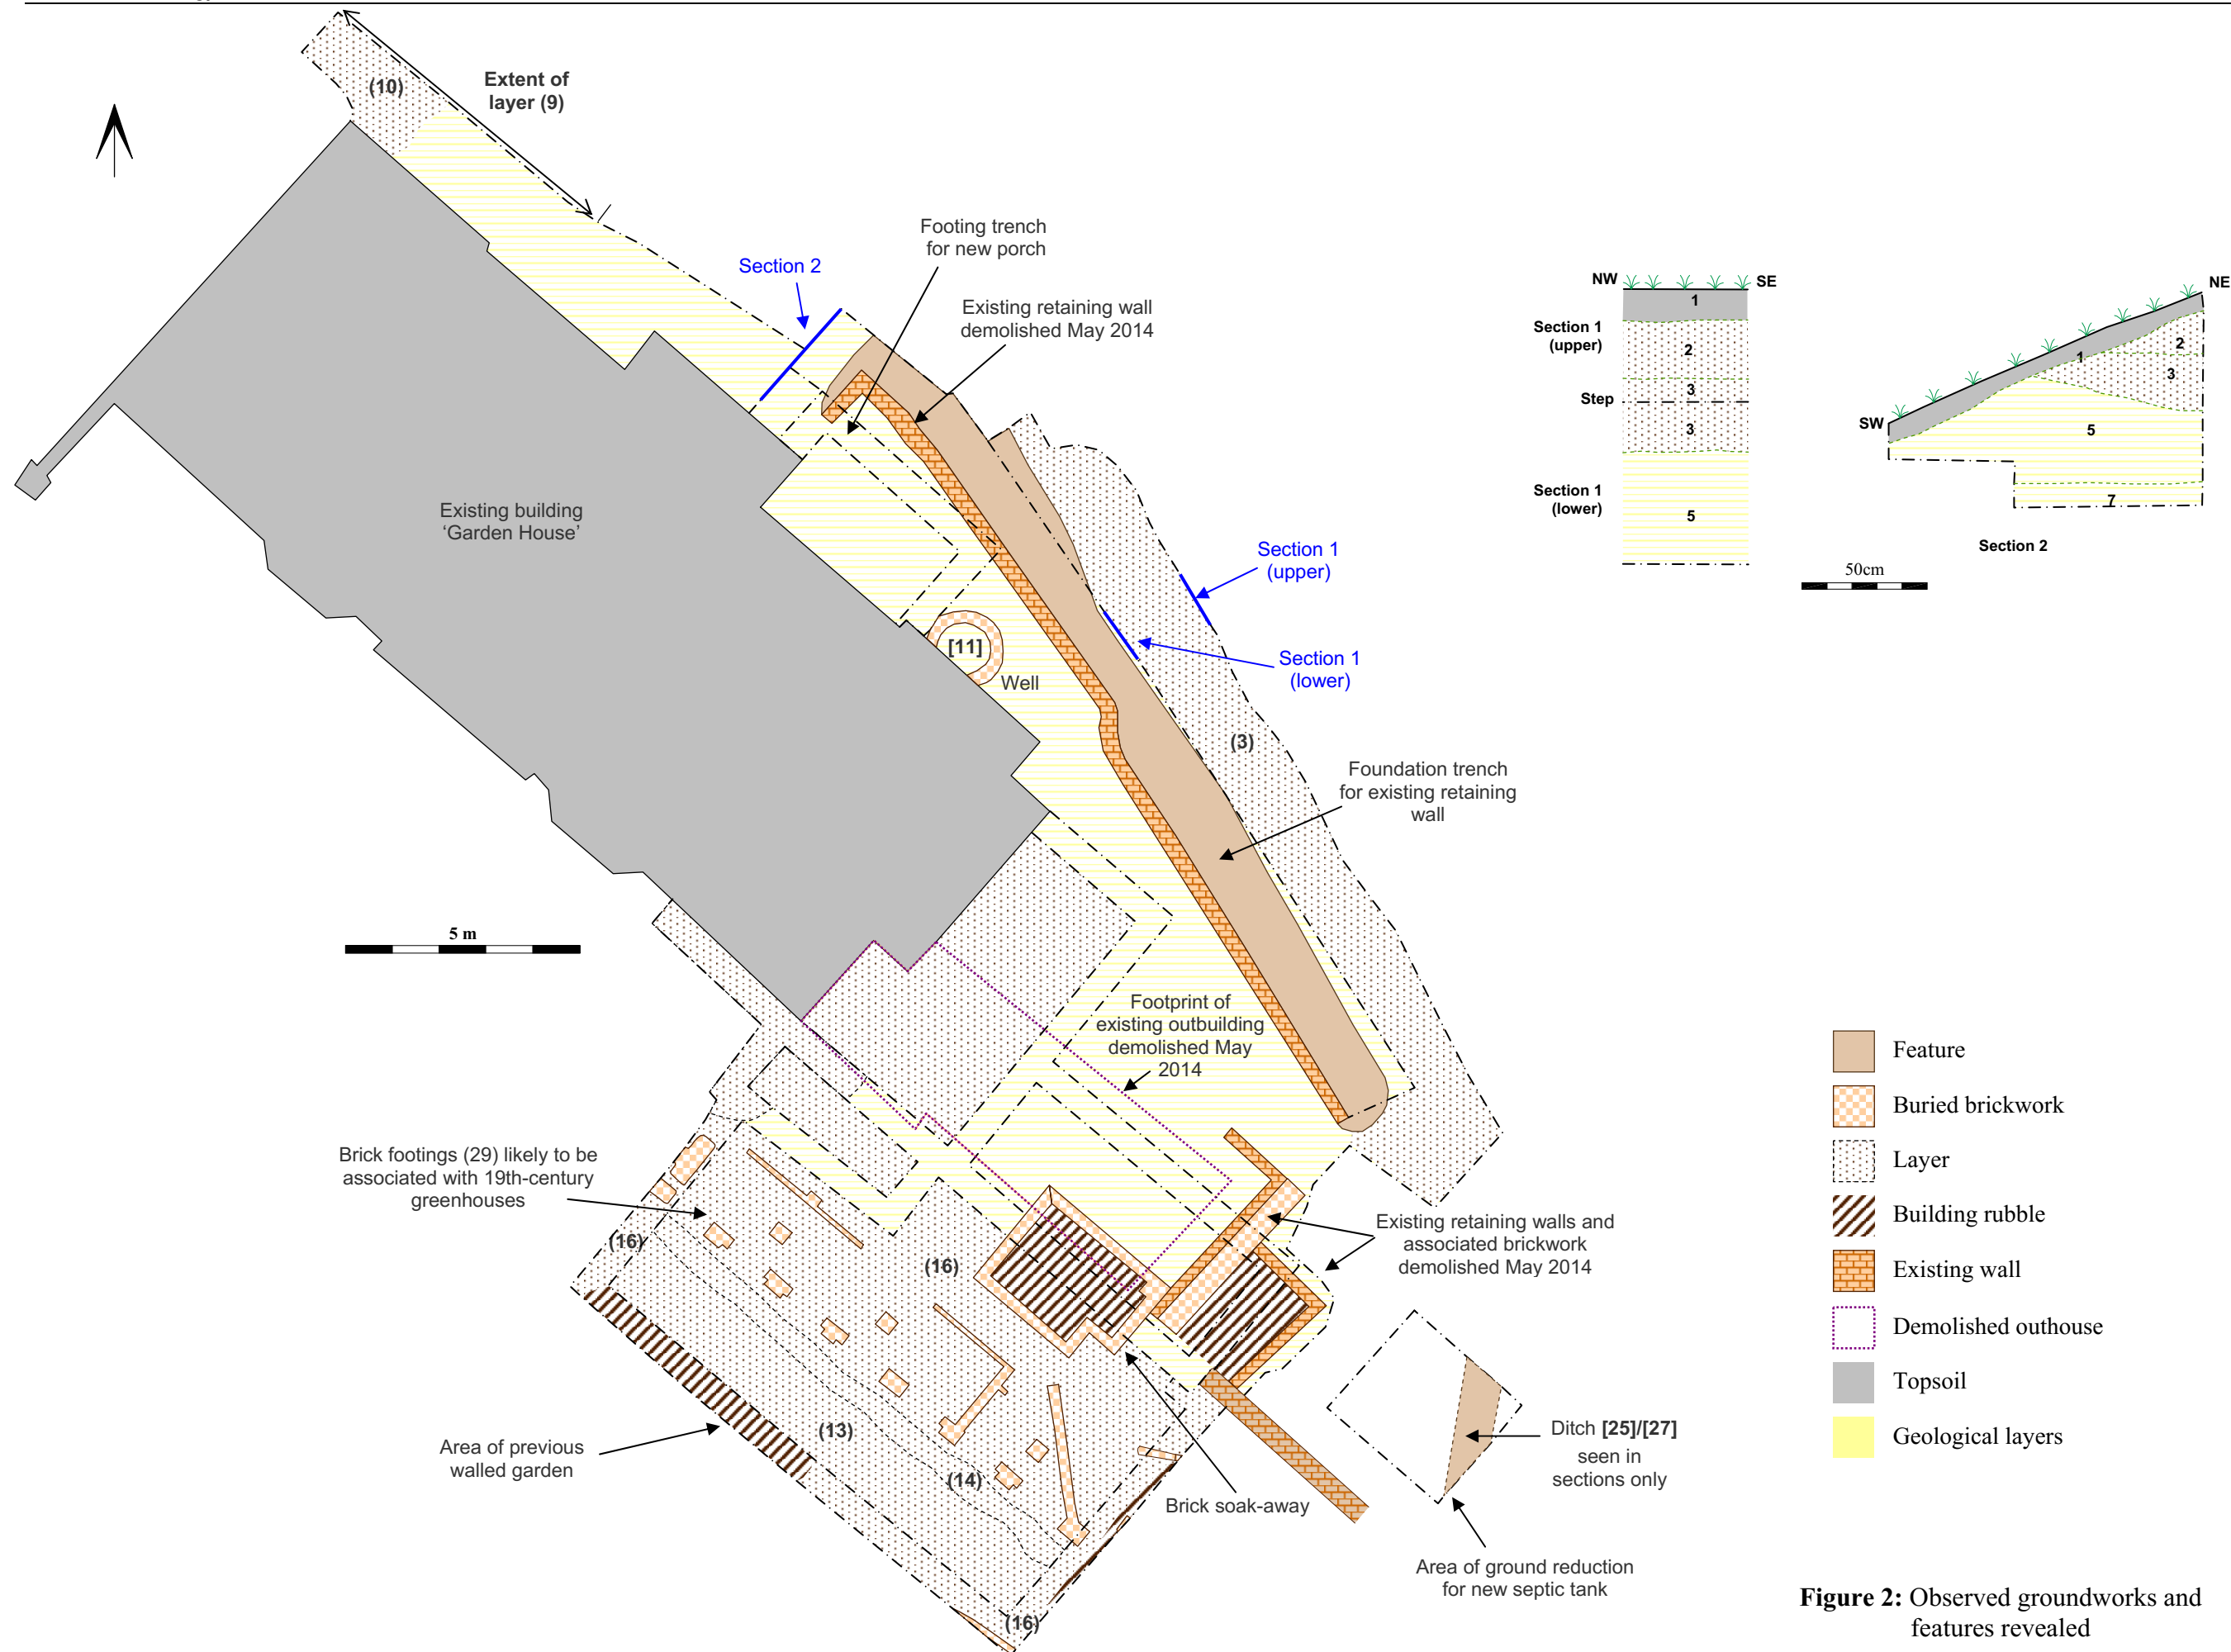 (10)
Extent of
layer (9)
Footing trench
for new porch
Section 2
Existing retaining wall
demolished May 2014
Existing building
‘Garden House’
[11]
Well
Section 1
(upper)
Section 1
(lower)
(3)
Foundation trench
for existing retaining
wall
5 m
Footprint of
existing outbuilding
demolished May
2014
Brick footings (29) likely to be
associated with 19th-century
greenhouses
(16)
(16)
Existing retaining walls and
associated brickwork
demolished May 2014
(13)
(14)
Area of previous
walled garden
Brick soak-away
Ditch [25]/[27]
seen in
sections only
Area of ground reduction
for new septic tank
(16)
NW
SE
1
Section 1
(upper)
2
3
Step
3
Section 1
(lower)
5
NE
2
1
3
SW
5
7
Section 2
50cm
Feature
Buried brickwork
Layer
Building rubble
Existing wall
Demolished outhouse
Topsoil
Geological layers
Figure 2: Observed groundworks and
features revealed